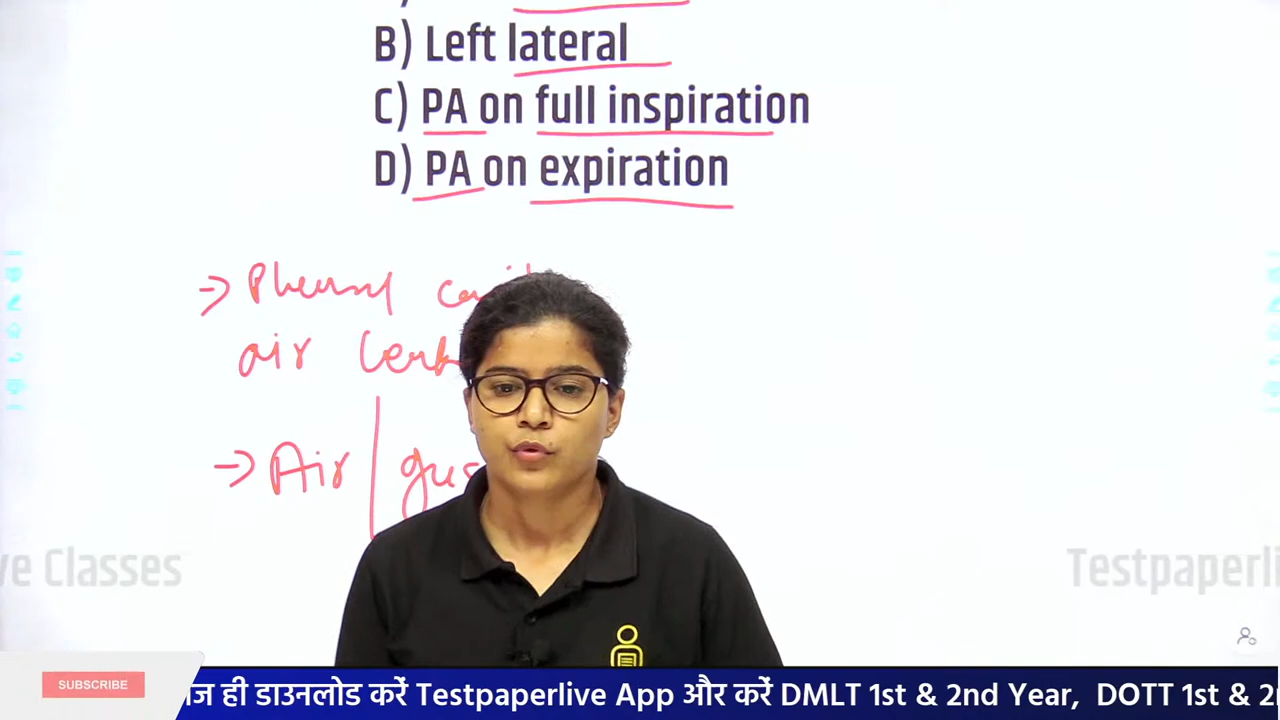 B) Left lateral
C) PA on full inspiration
D) PA on expiration
→ Pleural
air
→ Air / gus
ve Classes
Testpaperli
SUBSCRIBE
ज ही डाउनलोड करें Testpaperlive App और करें DMLT 1st & 2nd Year, DOTT 1st & 2